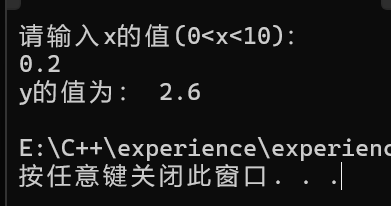 请输入x的值(0<x<10):
0.2
y的值为： 2.6
E:\C++\experience\experienc
按任意键关闭此窗口. . .